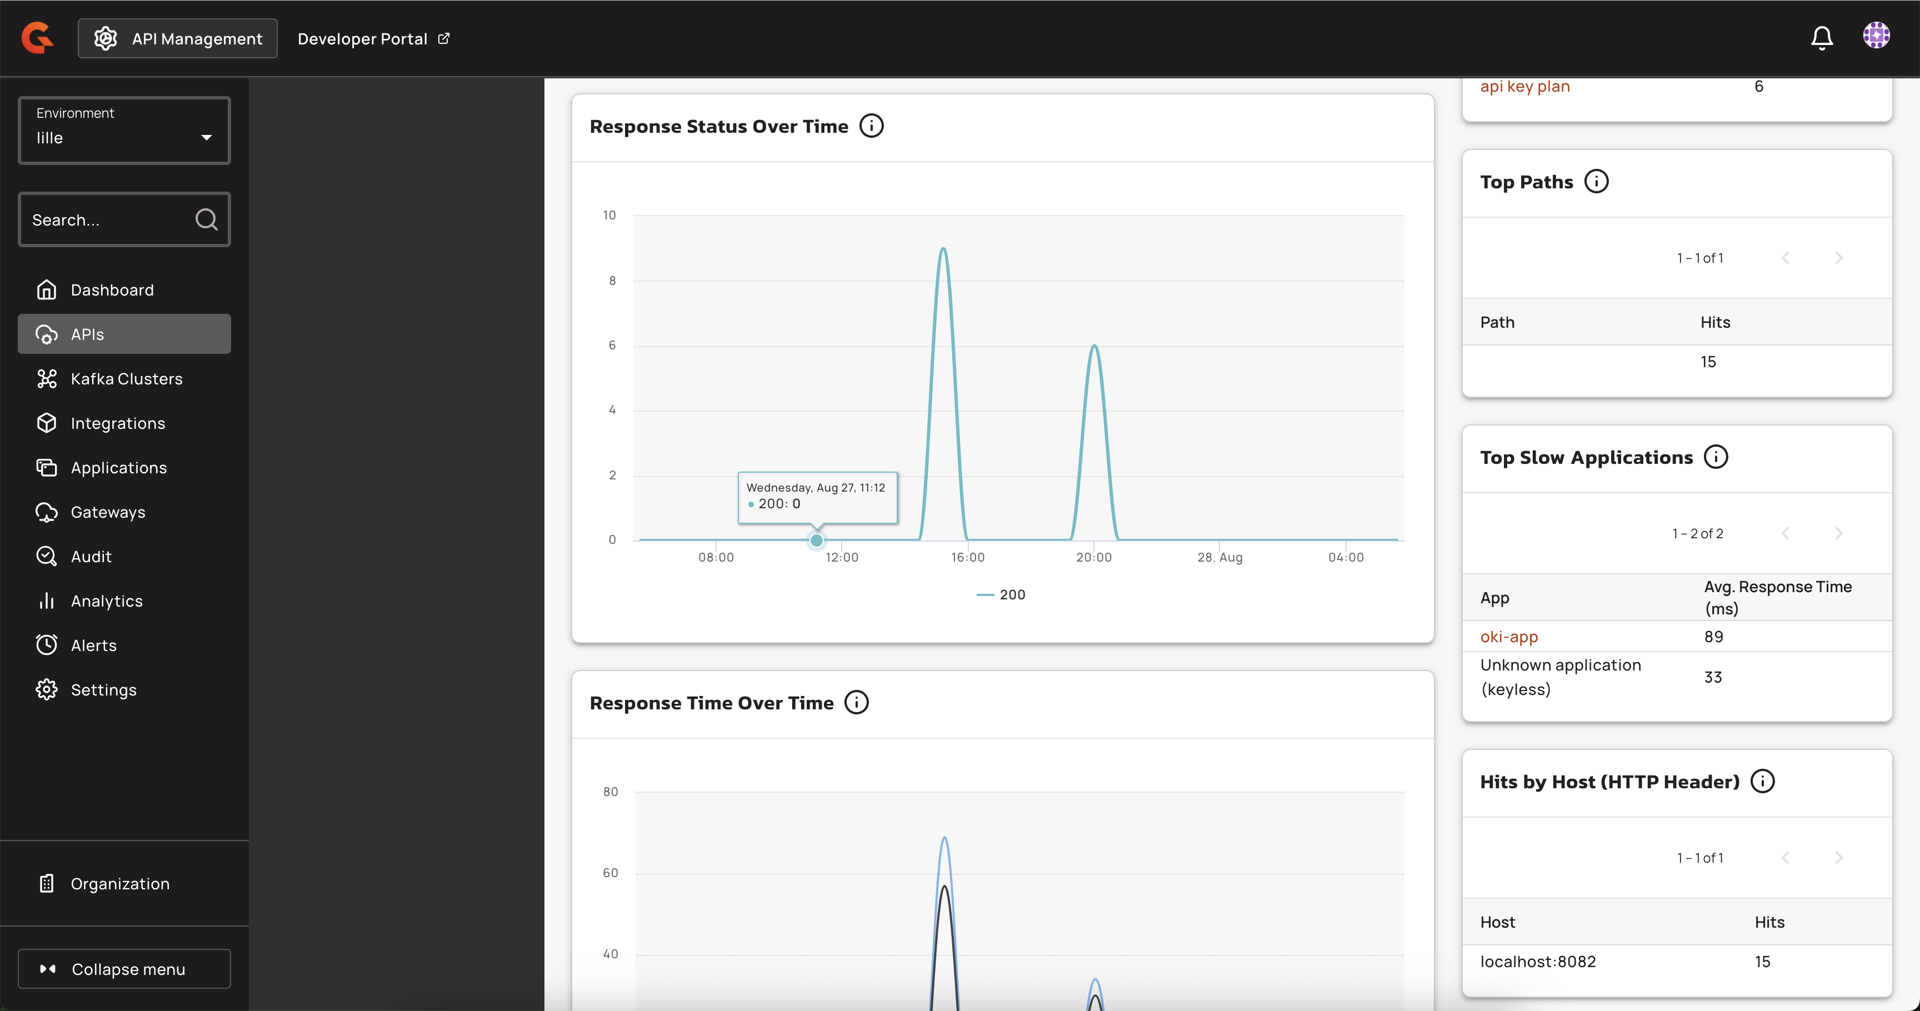 API Management
Developer Portal
Environment
lille
Search...
Dashboard
APIs
Kafka Clusters
Integrations
Applications
Gateways
Audit
Analytics
Alerts
Settings
Organization
Collapse menu
Response Status Over Time
10
8
6
4
2
0
Wednesday, Aug 27, 11:12
200: 0
08:00 12:00 16:00 20:00 28. Aug 04:00
200
Response Time Over Time
80
60
40
api key plan 6
Top Paths
1 – 1 of 1
Path Hits
15
Top Slow Applications
1 – 2 of 2
App Avg. Response Time (ms)
oki-app 89
Unknown application (keyless) 33
Hits by Host (HTTP Header)
1 – 1 of 1
Host Hits
localhost:8082 15